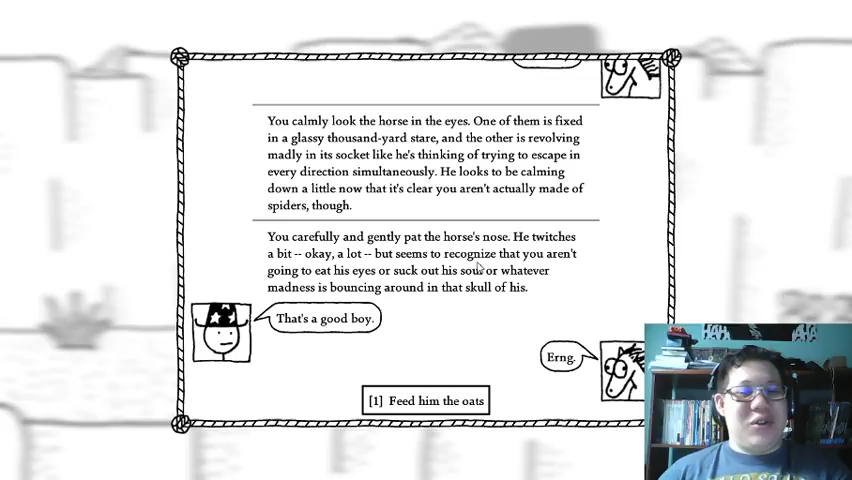 You calmly look the horse in the eyes. One of them is fixed
in a glassy thousand-yard stare, and the other is revolving
madly in its socket like he's thinking of trying to escape in
every direction simultaneously. He looks to be calming
down a little now that it's clear you aren't actually made of
spiders, though.
You carefully and gently pat the horse's nose. He twitches
a bit -- okay, a lot -- but seems to recognize that you aren't
going to eat his eyes or suck out his soul or whatever
madness is bouncing around in that skull of his.
That's a good boy.
Erng.
[1] Feed him the oats